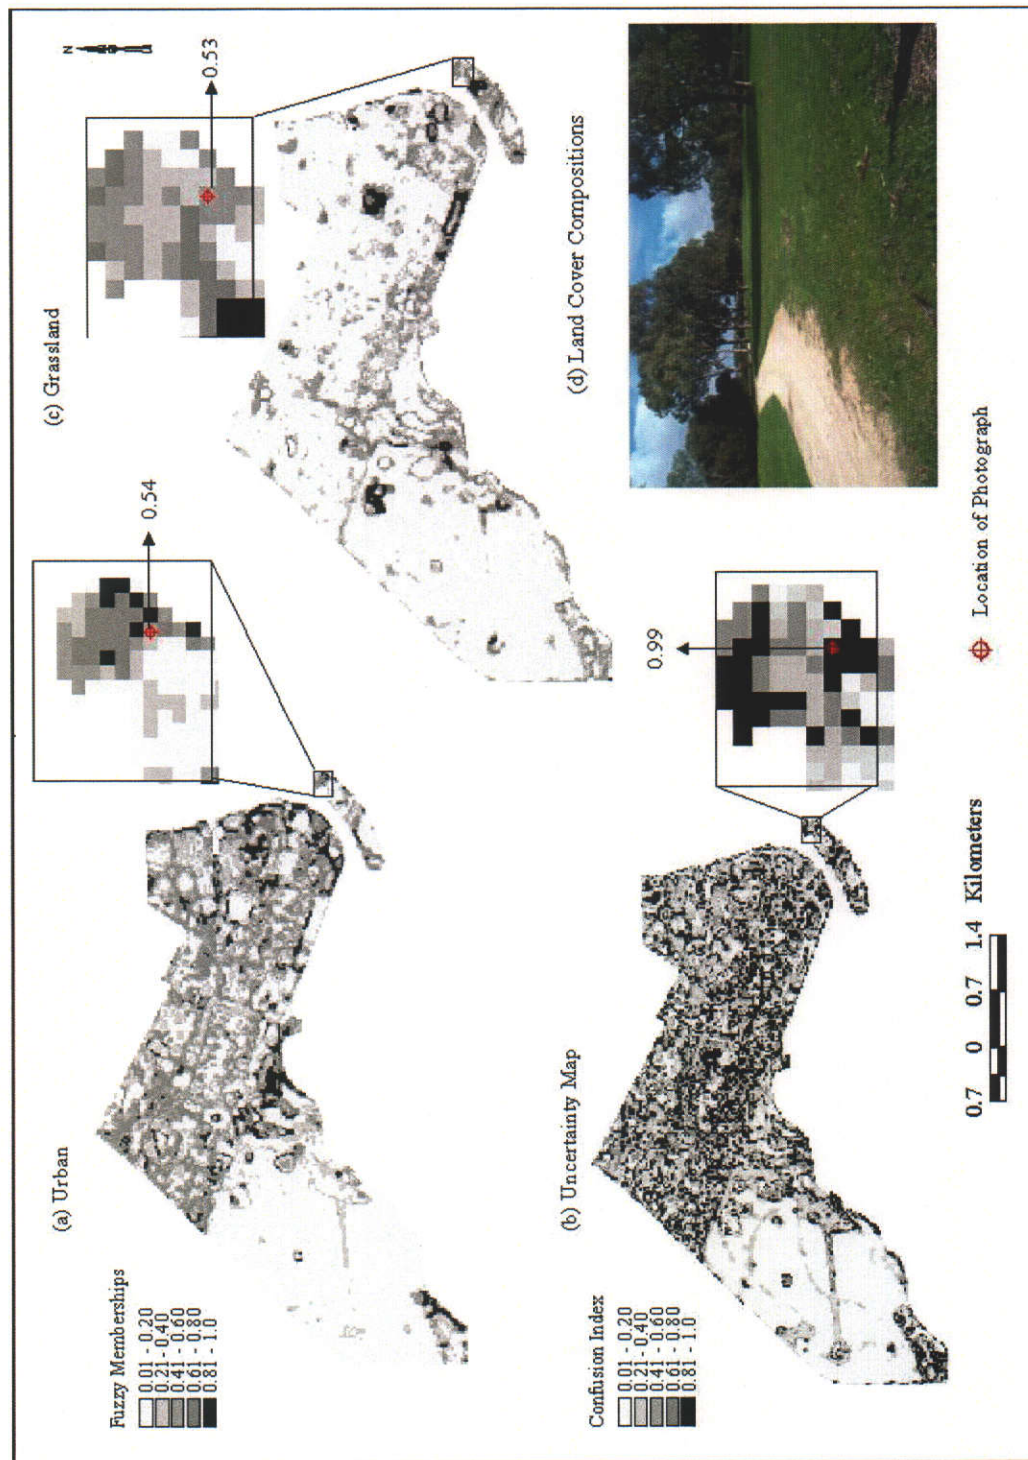 (a) Urban
0.54
(c) Grassland
0.53
N
Fuzzy Memberships
0.01 - 0.20
0.21 - 0.40
0.41 - 0.60
0.61 - 0.80
0.81 - 1.0
(b) Uncertainty Map
0.99
(d) Land Cover Compositions
Confusion Index
0.01 - 0.20
0.21 - 0.40
0.41 - 0.60
0.61 - 0.80
0.81 - 1.0
0.7 0 0.7 1.4 Kilometers
Location of Photograph